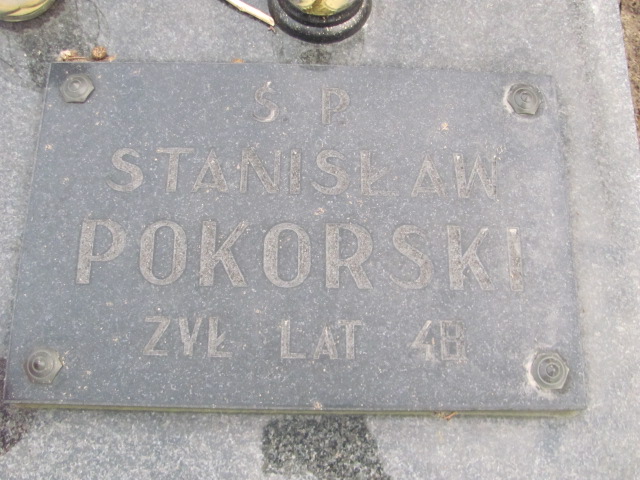 Ś. P.
STANISŁAW
POKORSKI
ŻYŁ LAT 48